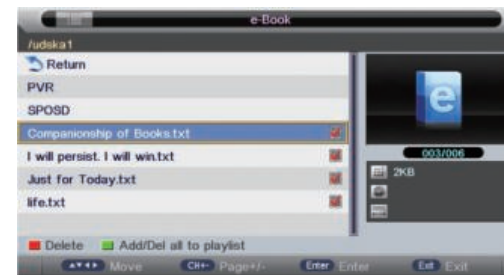 e-Book
/udska1
Return
PVR
SPOSD
Companionship of Books.txt
003/006
I will persist. I will win.txt
2KB
Just for Today.txt
life.txt
Delete Add/Del all to playlist
Move CH+- Page+/- Enter Enter Exit Exit